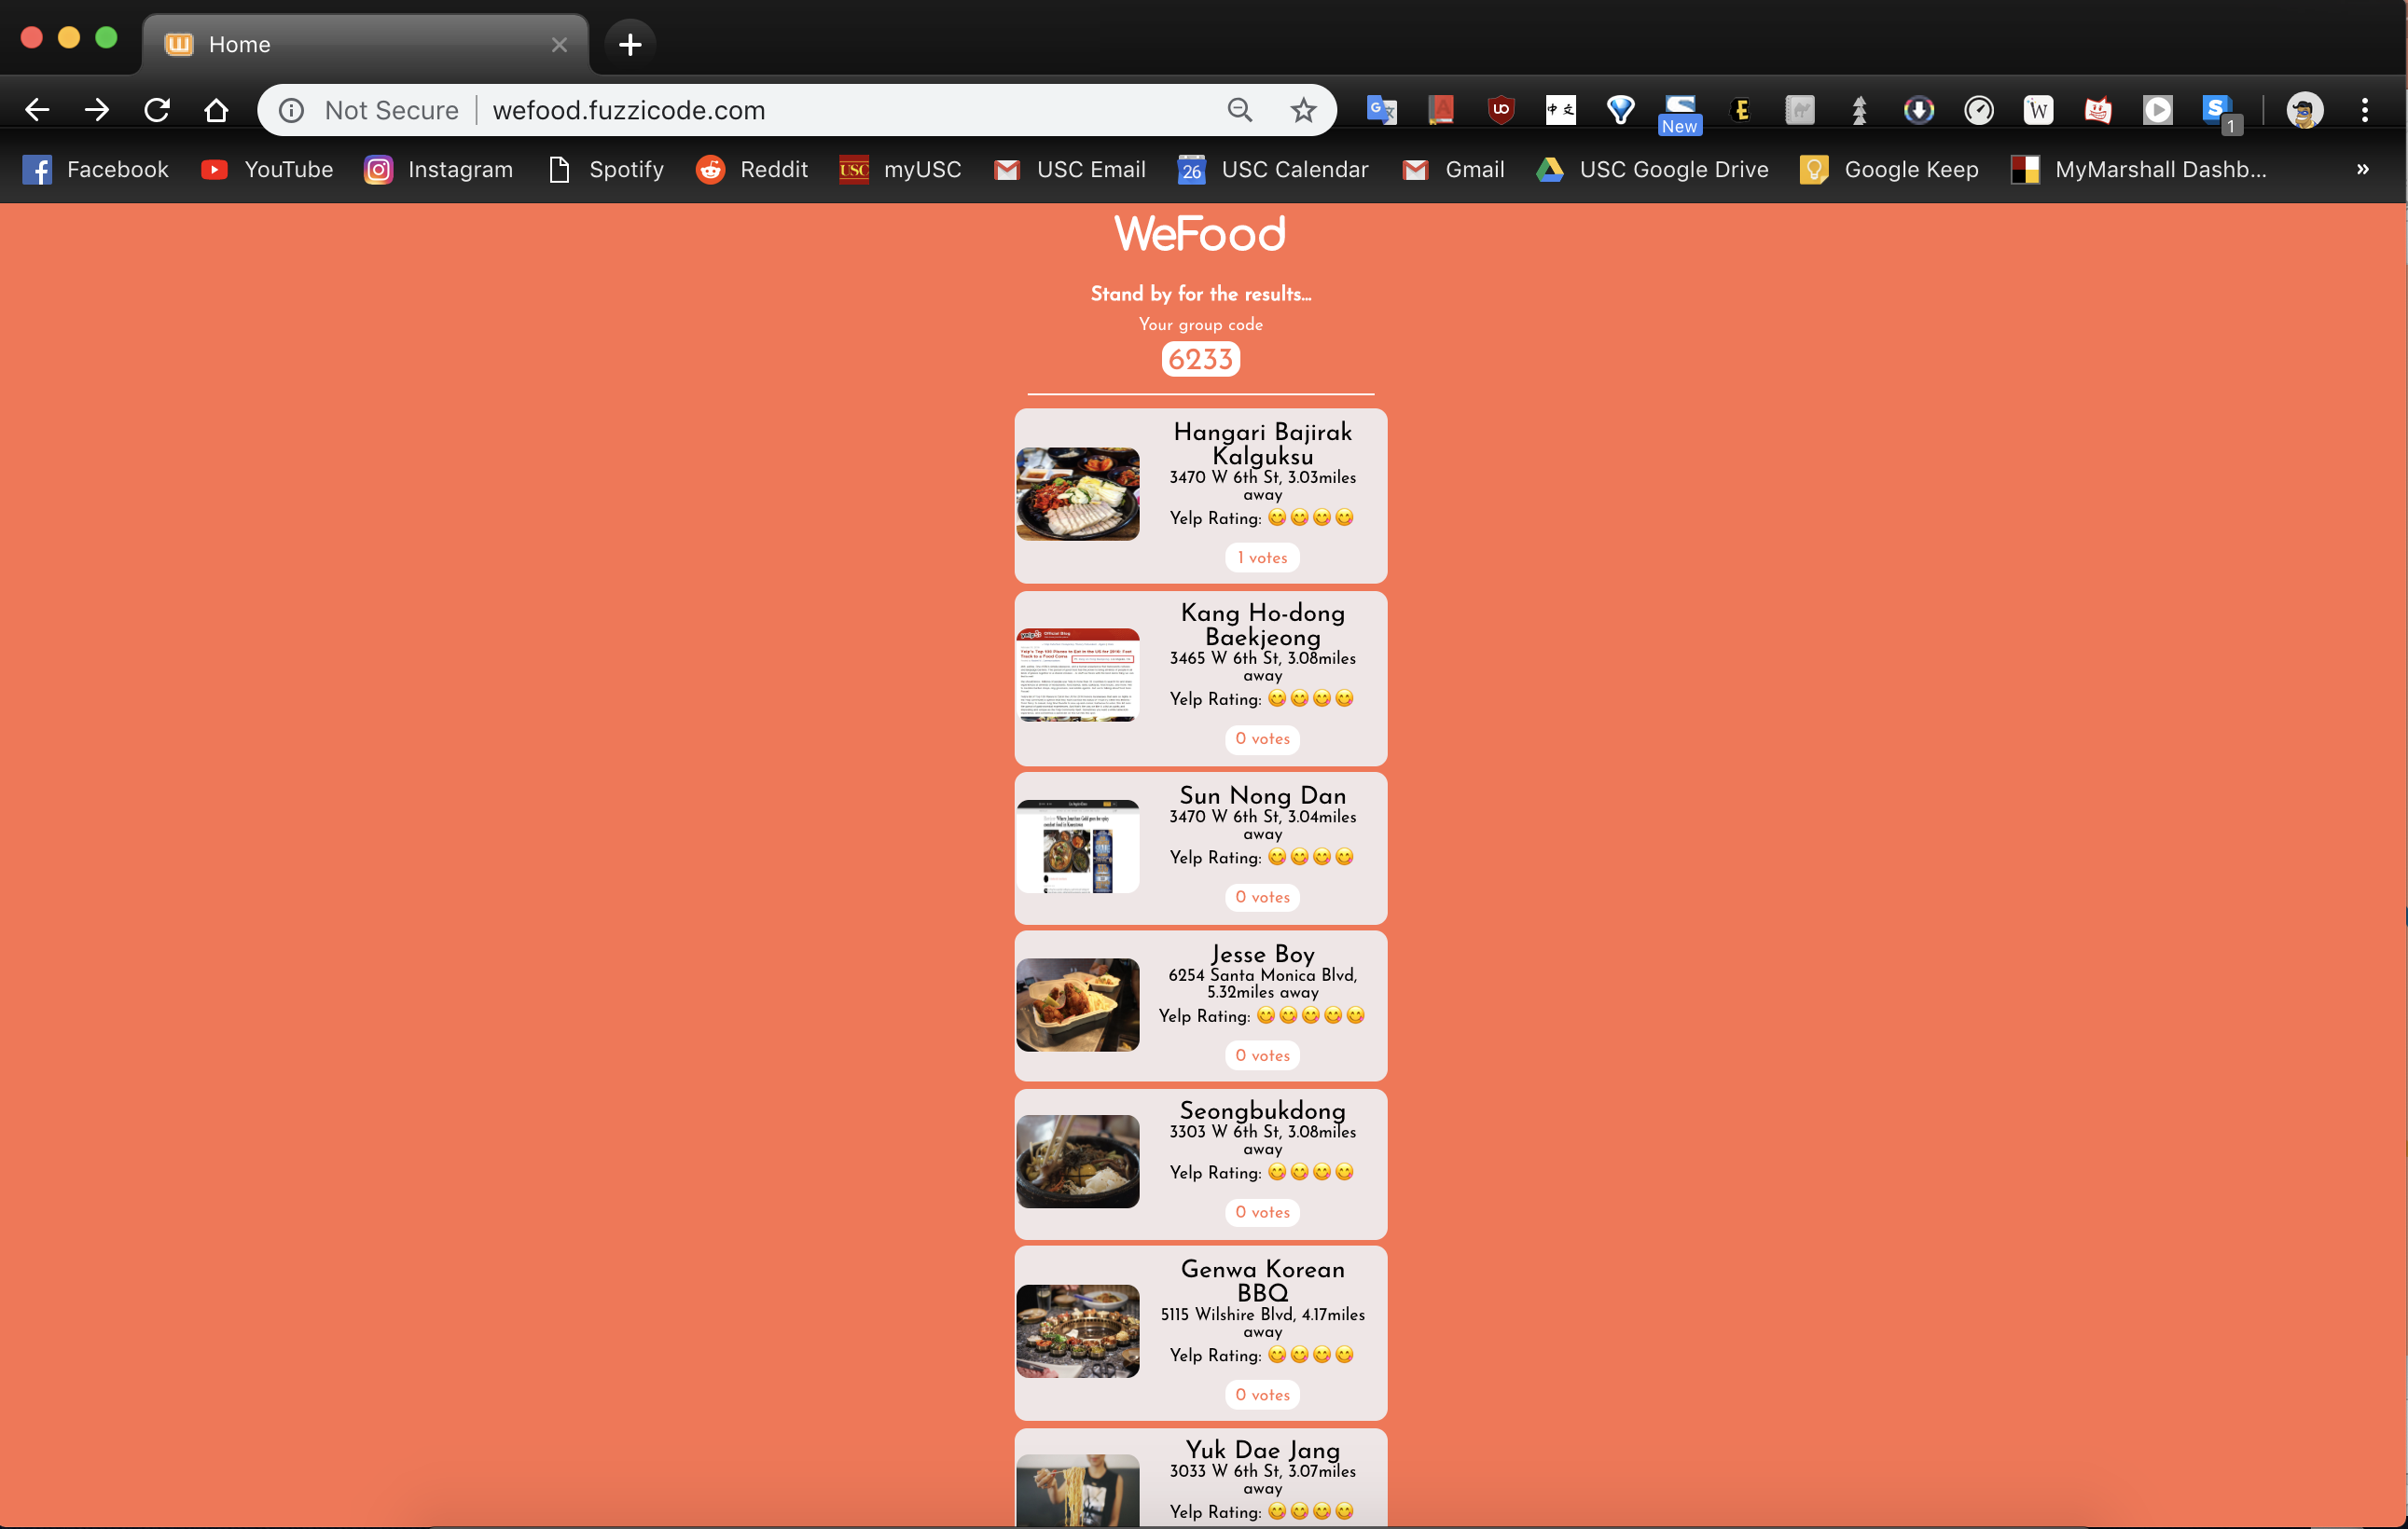 Home
Not Secure
wefood.fuzzicode.com
New
1
Facebook
YouTube
Instagram
Spotify
Reddit
USC
myUSC
USC Email
26
USC Calendar
Gmail
USC Google Drive
Google Keep
MyMarshall Dashb...
»
WeFood
Stand by for the results...
Your group code
6233
Hangari Bajirak
Kalguksu
3470 W 6th St, 3.03miles
away
Yelp Rating: 😋😋😋😋
1 votes
Kang Ho-dong
Baekjeong
3465 W 6th St, 3.08miles
away
Yelp Rating: 😋😋😋😋
0 votes
Sun Nong Dan
3470 W 6th St, 3.04miles
away
Yelp Rating: 😋😋😋😋
0 votes
Jesse Boy
6254 Santa Monica Blvd,
5.32miles away
Yelp Rating: 😋😋😋😋😋
0 votes
Seongbukdong
3303 W 6th St, 3.08miles
away
Yelp Rating: 😋😋😋😋
0 votes
Genwa Korean
BBQ
5115 Wilshire Blvd, 4.17miles
away
Yelp Rating: 😋😋😋😋
0 votes
Yuk Dae Jang
3033 W 6th St, 3.07miles
away
Yelp Rating: 😋😋😋😋